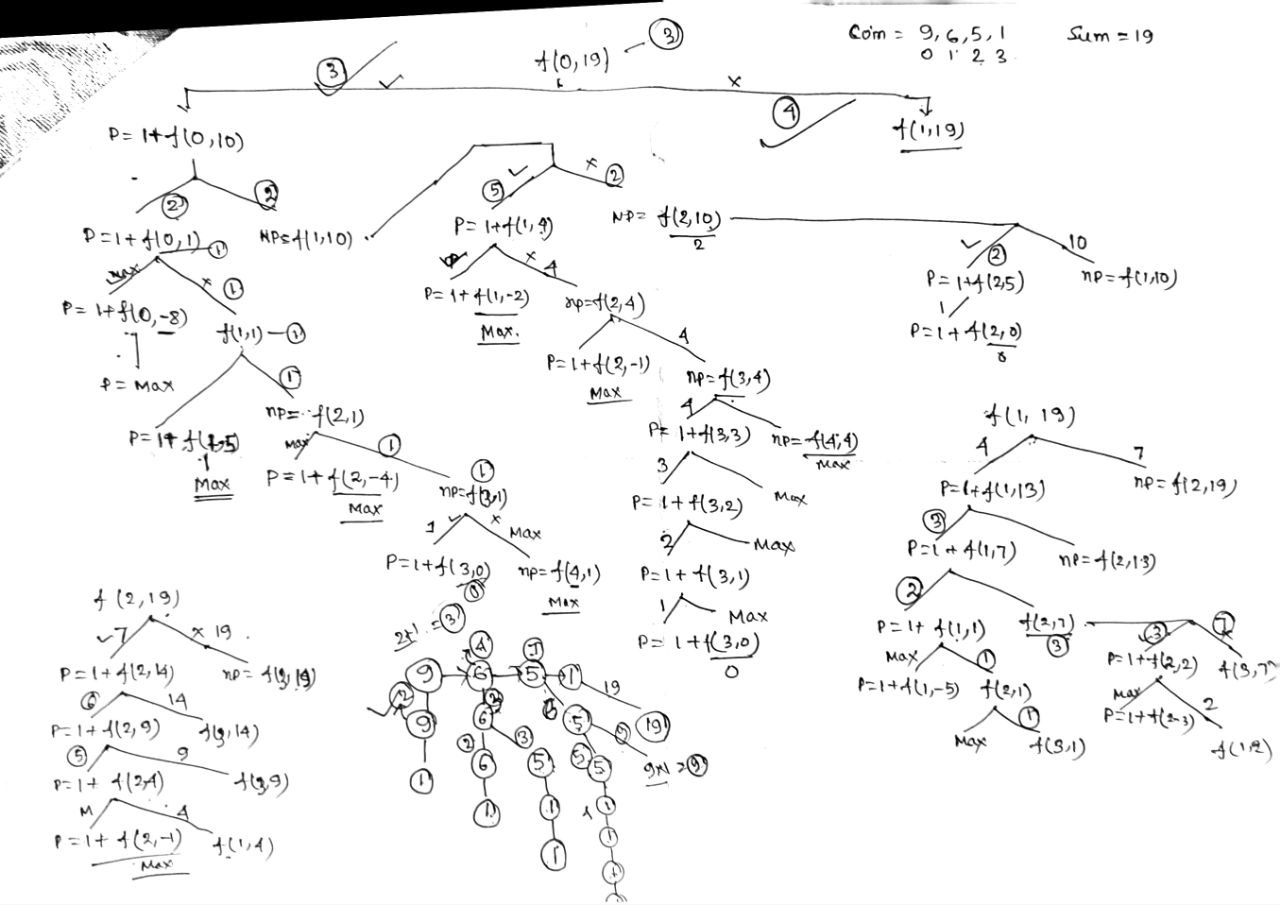 Coin = 9, 6, 5, 1 Sum = 19
0 1 2 3
f(0,19) — 3
3 ✓ × 4
P = 1+f(0,10)
f(1,19)
2 2
P = 1+f(0,1) — 1
NP = f(1,10)
5 ✓ × 2
P = 1+f(1,4)
NP = f(2,10)
2
✓ 2 10
P = 1+f(2,5)
np = f(1,10)
1
P = 1+f(2,0)
0
Max × 1
P = 1+f(0,-8)
P = Max
f(1,1) — 1
1
P = 1+f(1,-5)
Max
np = f(2,1)
Max 1
P = 1+f(2,-4)
Max
1
np = f(3,1)
1 ✓ × Max
P = 1+f(3,0)
0
np = f(4,1)
Max
× 4
P = 1+f(1,-2)
Max.
np = f(2,4)
4
P = 1+f(2,-1)
Max
np = f(3,4)
4
P = 1+f(3,3)
np = f(4,4)
Max
3
P = 1+f(3,2)
Max
2
P = 1+f(3,1)
Max
1
P = 1+f(3,0)
0
Max
f(1,19)
4 7
P = 1+f(1,13)
np = f(2,19)
3
P = 1+f(1,7)
np = f(2,13)
2
P = 1+f(1,1)
f(2,7)
3
3 7
P = 1+f(2,2)
f(3,7)
Max 1
P = 1+f(1,-5)
f(2,1)
Max 2
P = 1+f(2-3)
f(1,2)
1
Max
f(3,1)
f (2,19)
✓ 7 × 19
P = 1+f(2,14)
np = f(3,19)
6 14
P = 1+f(2,9)
f(3,14)
5 9
P = 1+f(2,4)
f(3,9)
M 4
P = 1+f(2,-1)
Max
f(1,4)
2+1 = 3
4 7
9 6 5 1 19
2
9 6 5 9 19
2 3 5
1 6 5 5 9×1 = 9
1 1 4 1
1 1
1